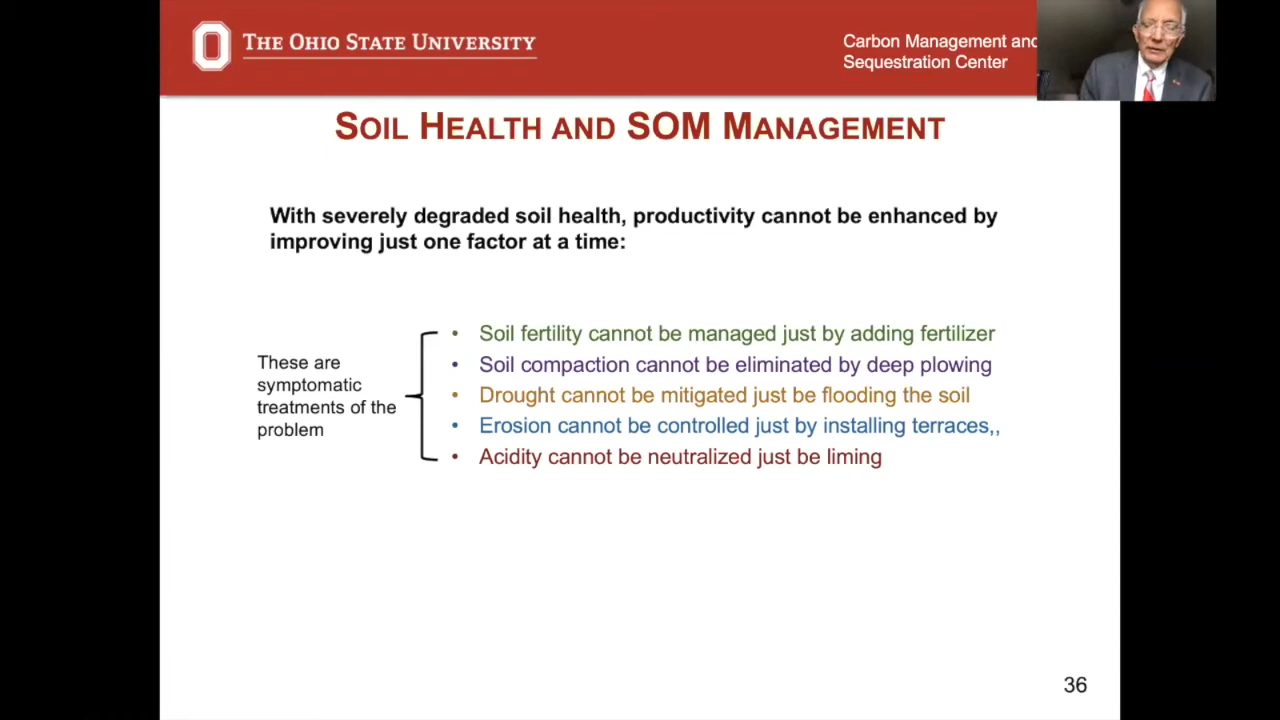 THE OHIO STATE UNIVERSITY
Carbon Management and
Sequestration Center
SOIL HEALTH AND SOM MANAGEMENT
With severely degraded soil health, productivity cannot be enhanced by
improving just one factor at a time:
These are
symptomatic
treatments of the
problem
• Soil fertility cannot be managed just by adding fertilizer
• Soil compaction cannot be eliminated by deep plowing
• Drought cannot be mitigated just be flooding the soil
• Erosion cannot be controlled just by installing terraces,,
• Acidity cannot be neutralized just be liming
36